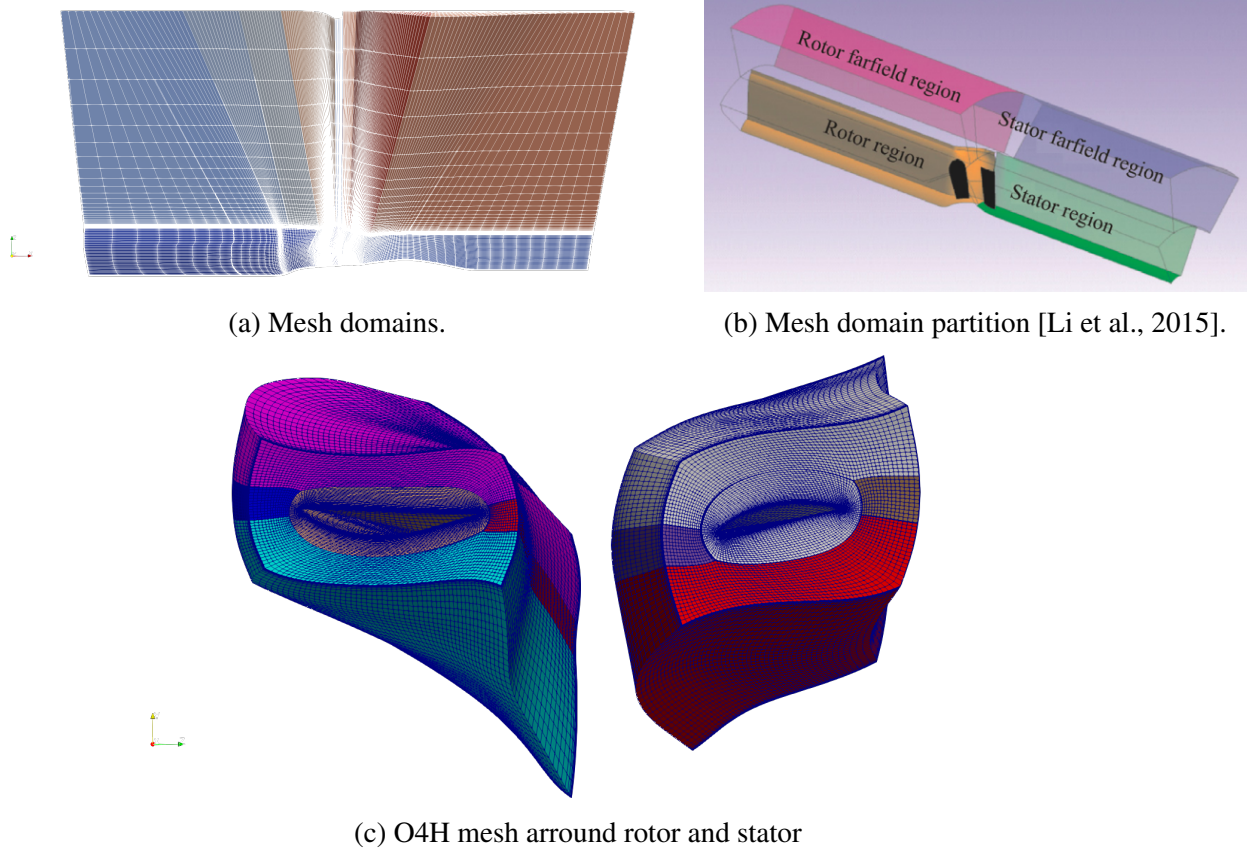 Rotor farfield region
Stator farfield region
Rotor region
Stator region
(a) Mesh domains.
(b) Mesh domain partition [Li et al., 2015].
(c) O4H mesh arround rotor and stator